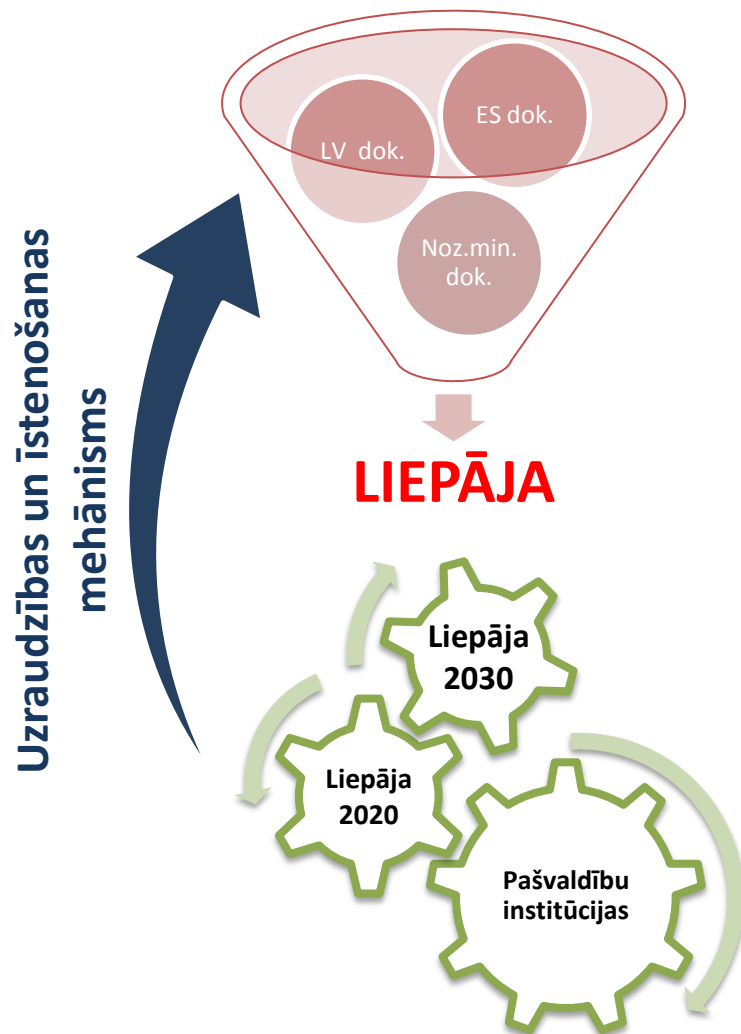 ES dok.
LV dok.
Noz.min.
dok.
LIEPĀJA
Uzraudzības un īstenošanas
mehānisms
Liepāja
2030
Liepāja
2020
Pašvaldību
institūcijas